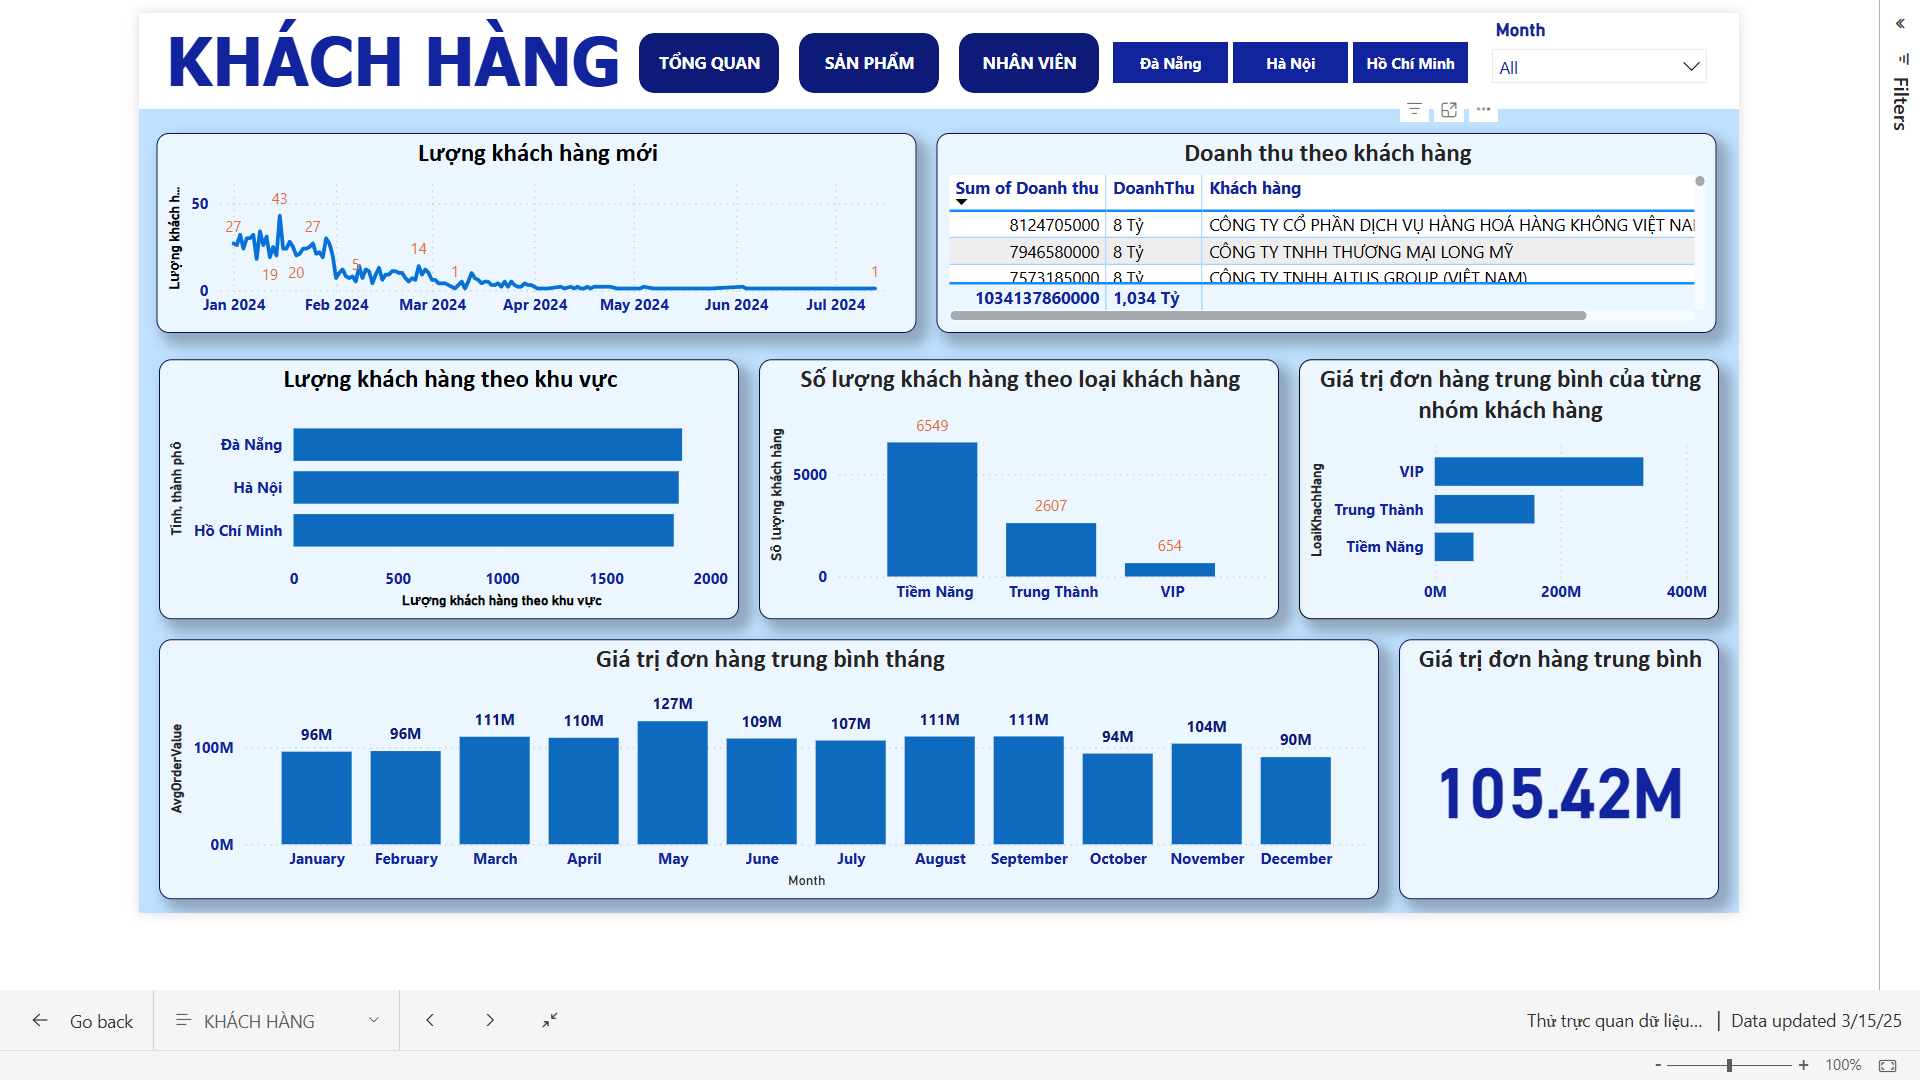 KHÁCH HÀNG
TỔNG QUAN
SẢN PHẨM
NHÂN VIÊN
Đà Nẵng
Hà Nội
Hồ Chí Minh
Month
All
Filters
Lượng khách hàng mới
Lượng khách h...
50
0
27
43
19
20
27
5
14
1
1
Jan 2024
Feb 2024
Mar 2024
Apr 2024
May 2024
Jun 2024
Jul 2024
Doanh thu theo khách hàng
Sum of Doanh thu DoanhThu Khách hàng
8124705000 8 Tỷ CÔNG TY CỔ PHẦN DỊCH VỤ HÀNG HOÁ HÀNG KHÔNG VIỆT NAI
7946580000 8 Tỷ CÔNG TY TNHH THƯƠNG MẠI LONG MỸ
7573185000 8 Tỷ CÔNG TY TNHH ALTUS GROUP (VIỆT NAM)
1034137860000 1,034 Tỷ
Lượng khách hàng theo khu vực
Tỉnh, thành phố
Đà Nẵng
Hà Nội
Hồ Chí Minh
0 500 1000 1500 2000
Lượng khách hàng theo khu vực
Số lượng khách hàng theo loại khách hàng
Số lượng khách hàng
5000
0
6549
2607
654
Tiềm Năng
Trung Thành
VIP
Giá trị đơn hàng trung bình của từng
nhóm khách hàng
LoaiKhachHang
VIP
Trung Thành
Tiềm Năng
0M 200M 400M
Giá trị đơn hàng trung bình tháng
AvgOrderValue
100M
0M
96M 96M 111M 110M 127M 109M 107M 111M 111M 94M 104M 90M
January February March April May June July August September October November December
Month
Giá trị đơn hàng trung bình
105.42M
Go back
KHÁCH HÀNG
Thử trực quan dữ liệu... | Data updated 3/15/25
- + 100%